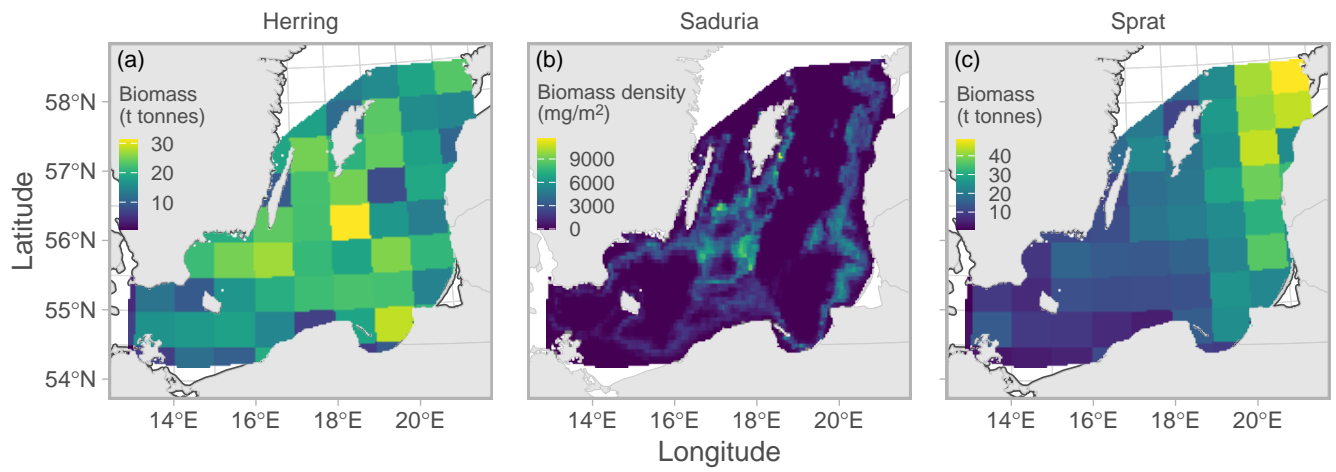 Herring
Saduria
Sprat
(a)
Biomass
(t tonnes)
30
20
10
(b)
Biomass density
(mg/m²)
9000
6000
3000
0
(c)
Biomass
(t tonnes)
40
30
20
10
58°N
57°N
56°N
55°N
54°N
Latitude
14°E 16°E 18°E 20°E
14°E 16°E 18°E 20°E
14°E 16°E 18°E 20°E
Longitude